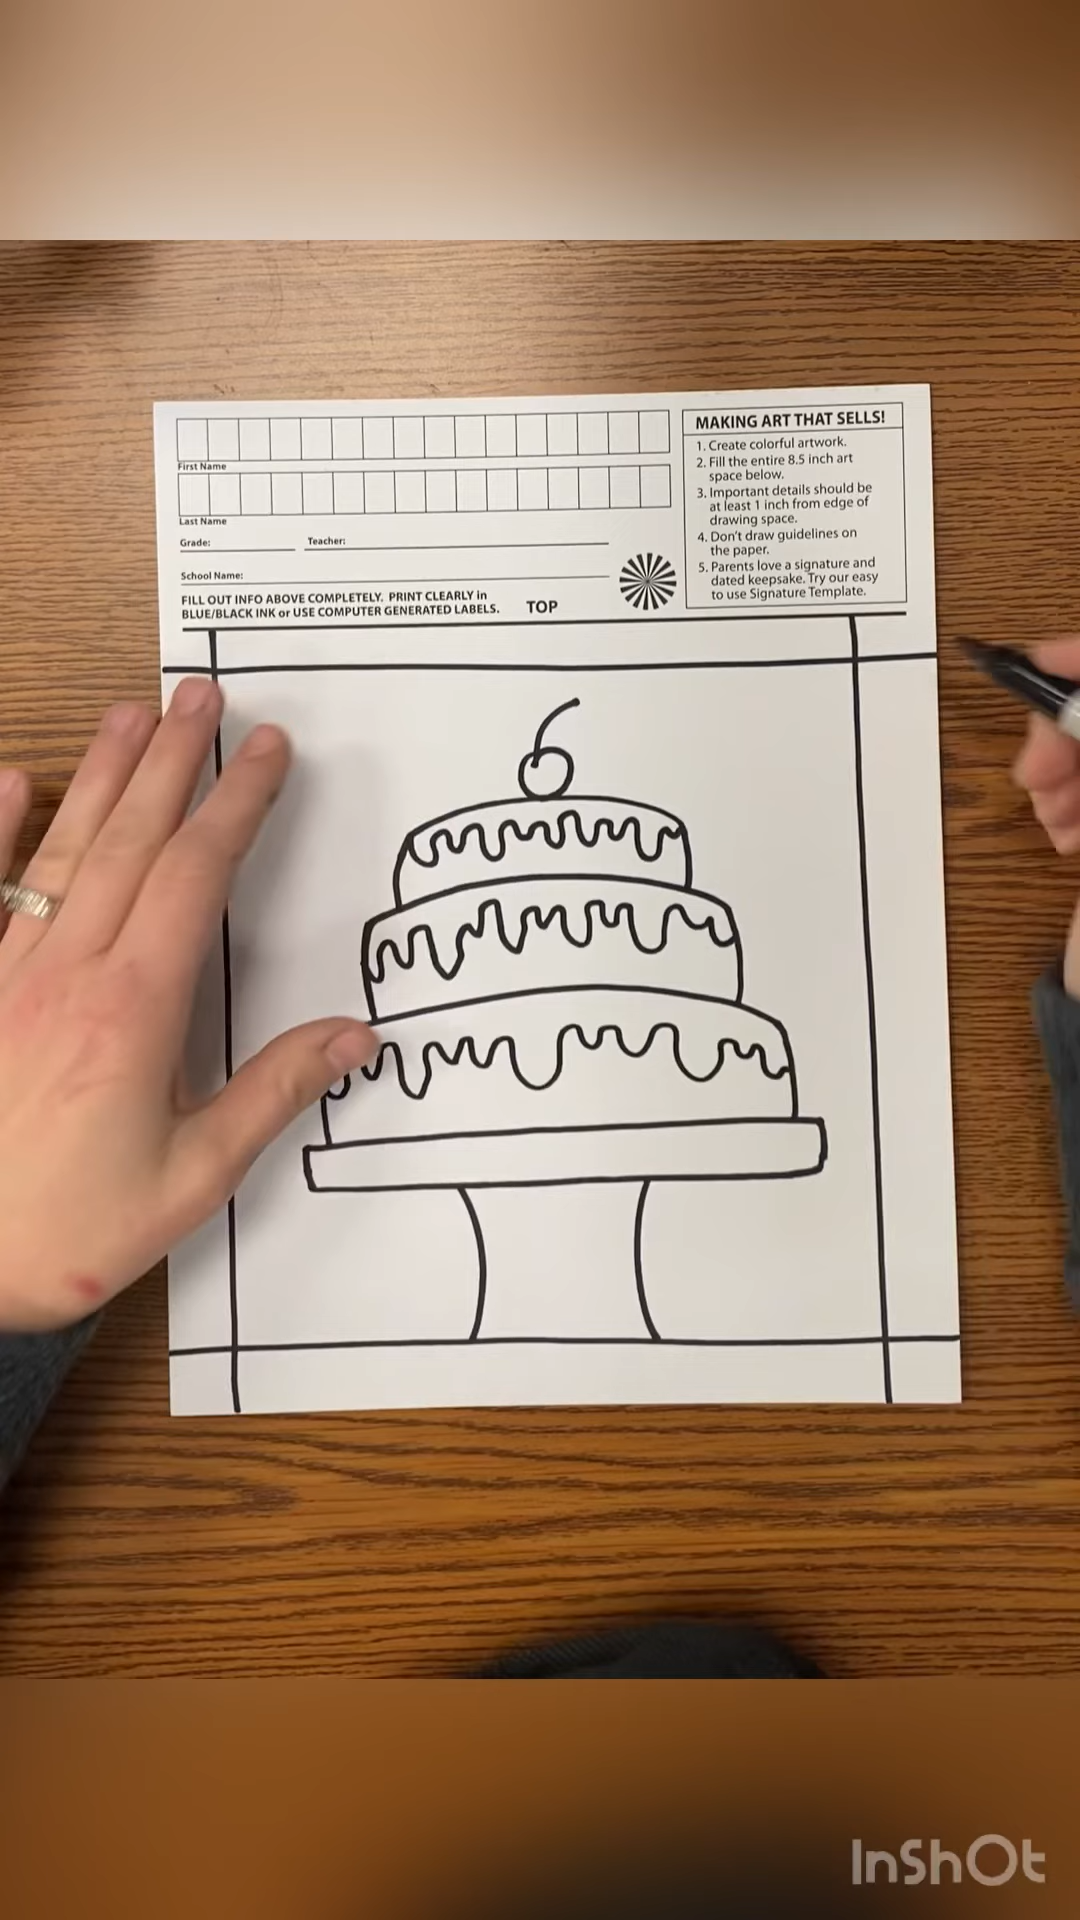 First Name
Last Name
Grade:
Teacher:
School Name:
FILL OUT INFO ABOVE COMPLETELY. PRINT CLEARLY in
BLUE/BLACK INK or USE COMPUTER GENERATED LABELS.
TOP
MAKING ART THAT SELLS!
1. Create colorful artwork.
2. Fill the entire 8.5 inch art
space below.
3. Important details should be
at least 1 inch from edge of
drawing space.
4. Don't draw guidelines on
the paper.
5. Parents love a signature and
dated keepsake. Try our easy
to use Signature Template.
InShOt